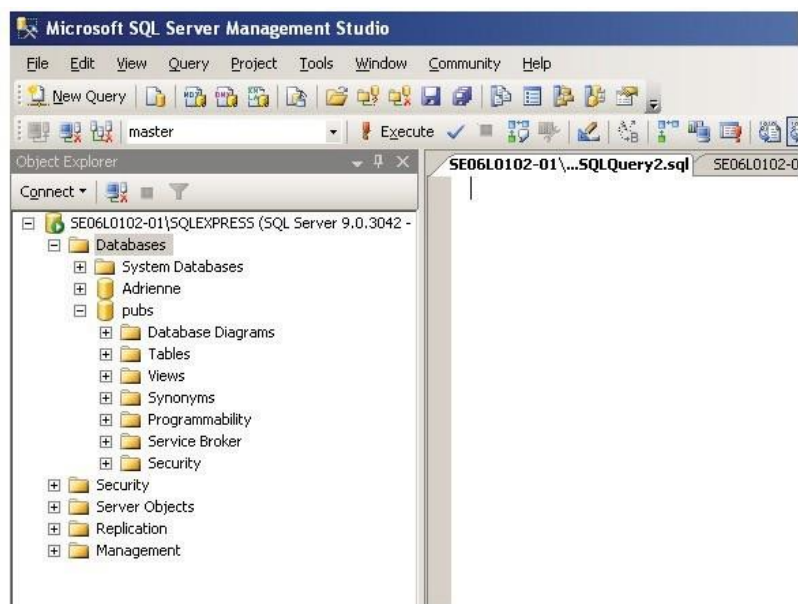 Microsoft SQL Server Management Studio
File Edit View Query Project Tools Window Community Help
New Query
master
Execute
Object Explorer
SE06L0102-01\...SQLQuery2.sql
SE06L0102-0
Connect
SE06L0102-01\SQLEXPRESS (SQL Server 9.0.3042 -
Databases
System Databases
Adrienne
pubs
Database Diagrams
Tables
Views
Synonyms
Programmability
Service Broker
Security
Security
Server Objects
Replication
Management